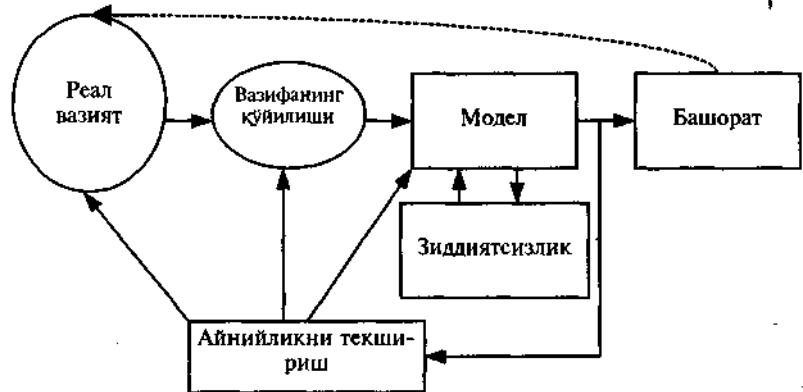 Реал
вазият
Вазифанинг
қўйилиши
Модел
Башорат
Зиддиятсизлик
Айнийликни текши-
риш